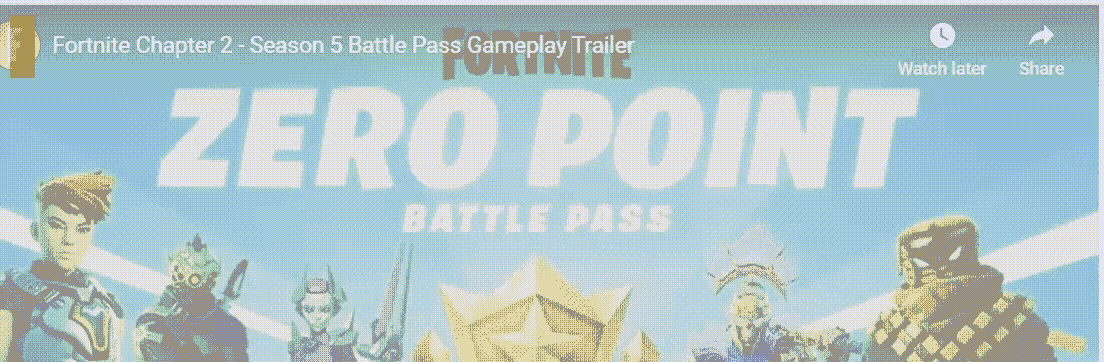 Fortnite Chapter 2 - Season 5 Battle Pass Gameplay Trailer
FORTNITE
Watch later
Share
ZERO POINT
BATTLE PASS